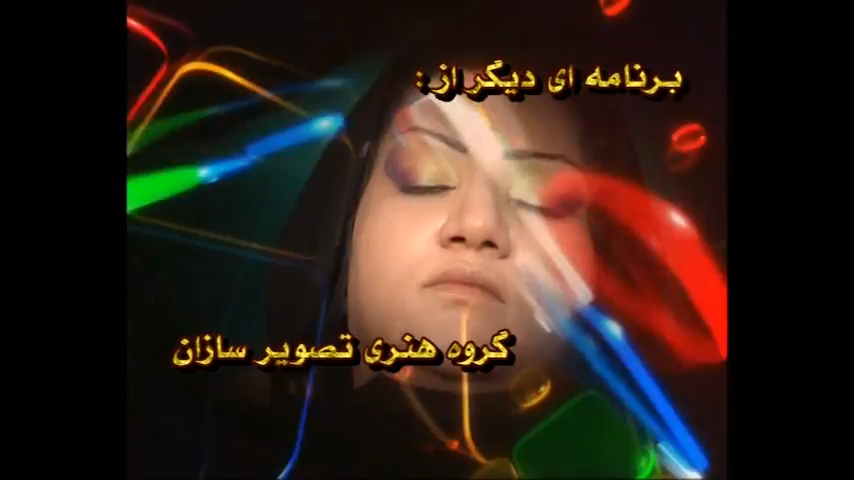 برنامه ای دیگر از:
گروه هنری تصویر سازان